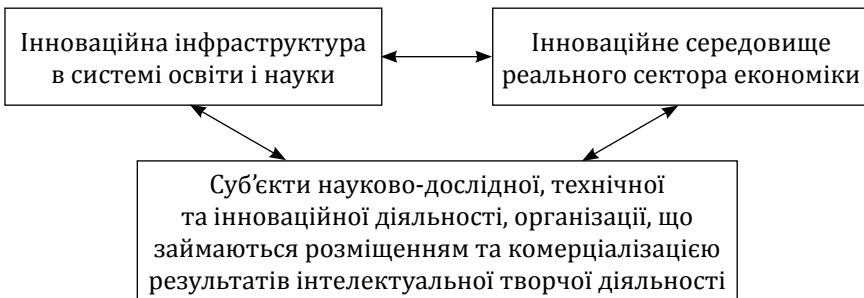 Інноваційна інфраструктура
в системі освіти і науки
Інноваційне середовище
реального сектора економіки
Суб’єкти науково-дослідної, технічної
та інноваційної діяльності, організації, що
займаються розміщенням та комерціалізацією
результатів інтелектуальної творчої діяльності